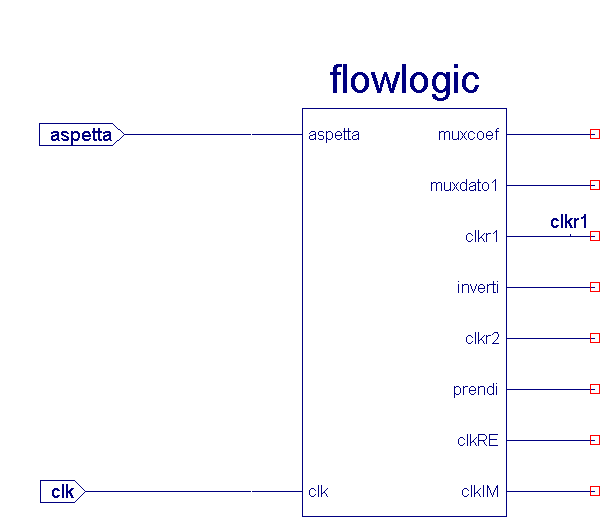 flowlogic
aspetta aspetta muxcoef
muxdato1
clkr1 clkr1
inverti
clkr2
prendi
clkRE
clk clk clkIM